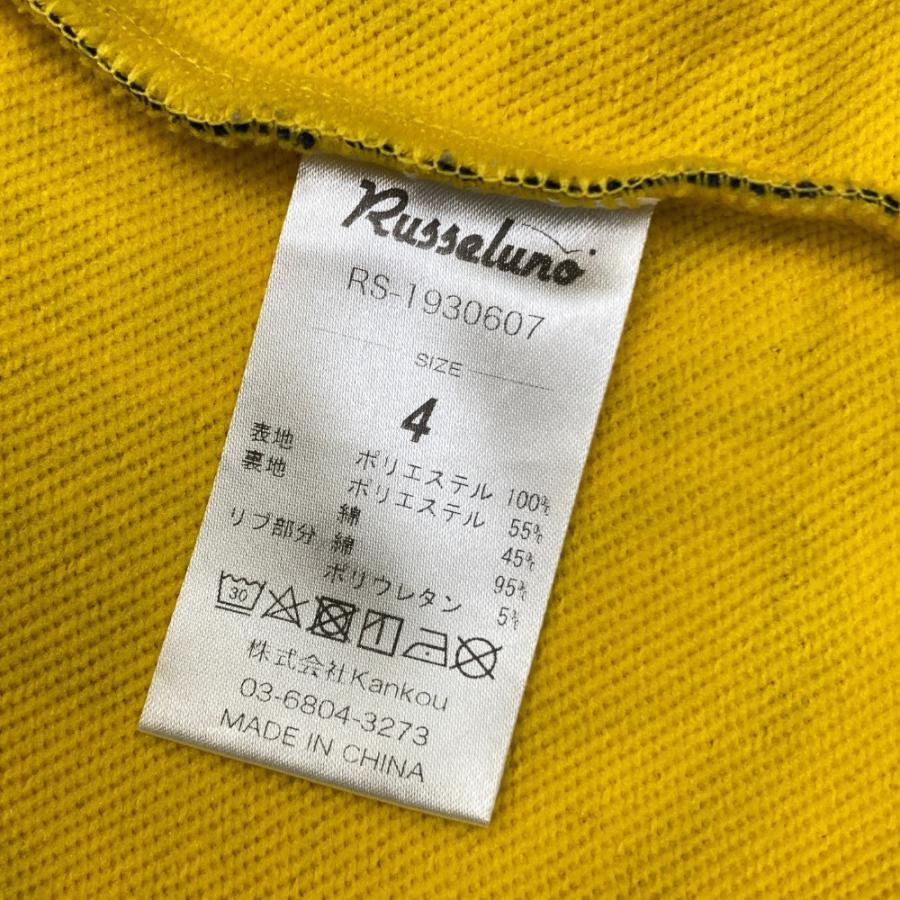 Russeluno
RS-1930607
SIZE
4
表地 ポリエステル 100%
裏地 ポリエステル 55%
綿 45%
リブ部分 綿 95%
ポリウレタン 5%
30
株式会社Kankou
03-6804-3273
MADE IN CHINA